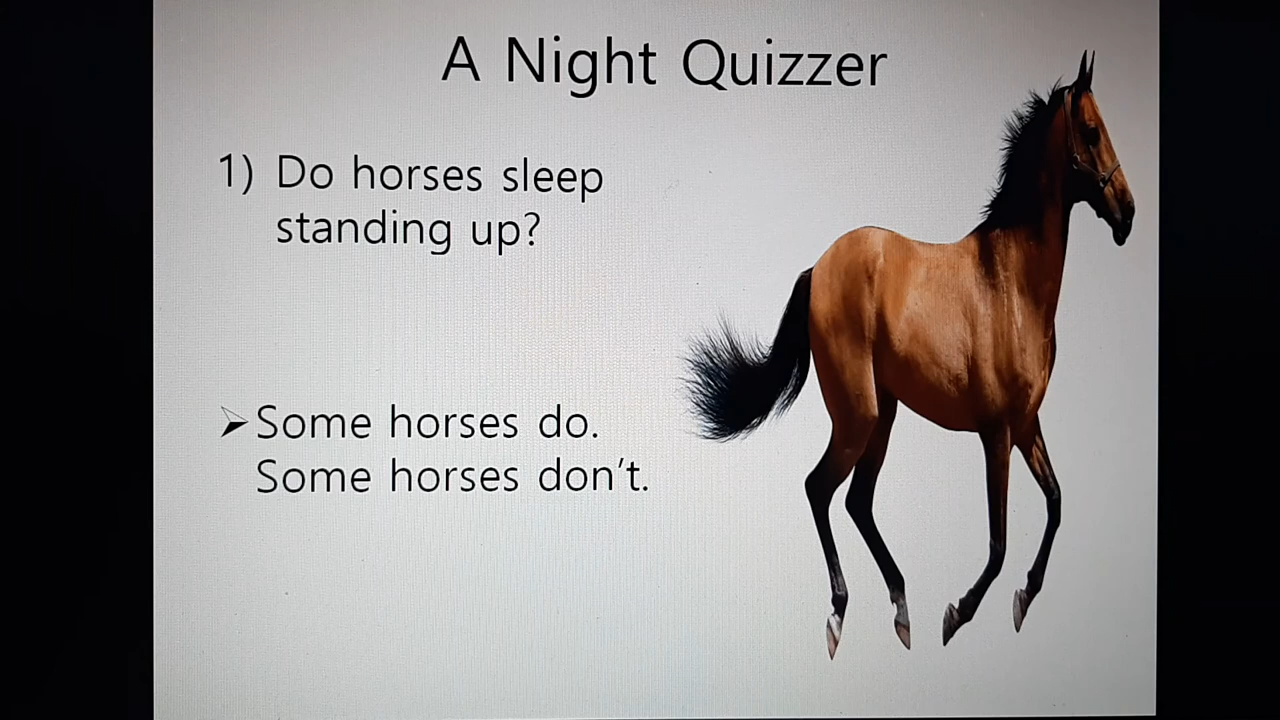 A Night Quizzer
1) Do horses sleep
standing up?
➢Some horses do.
Some horses don't.